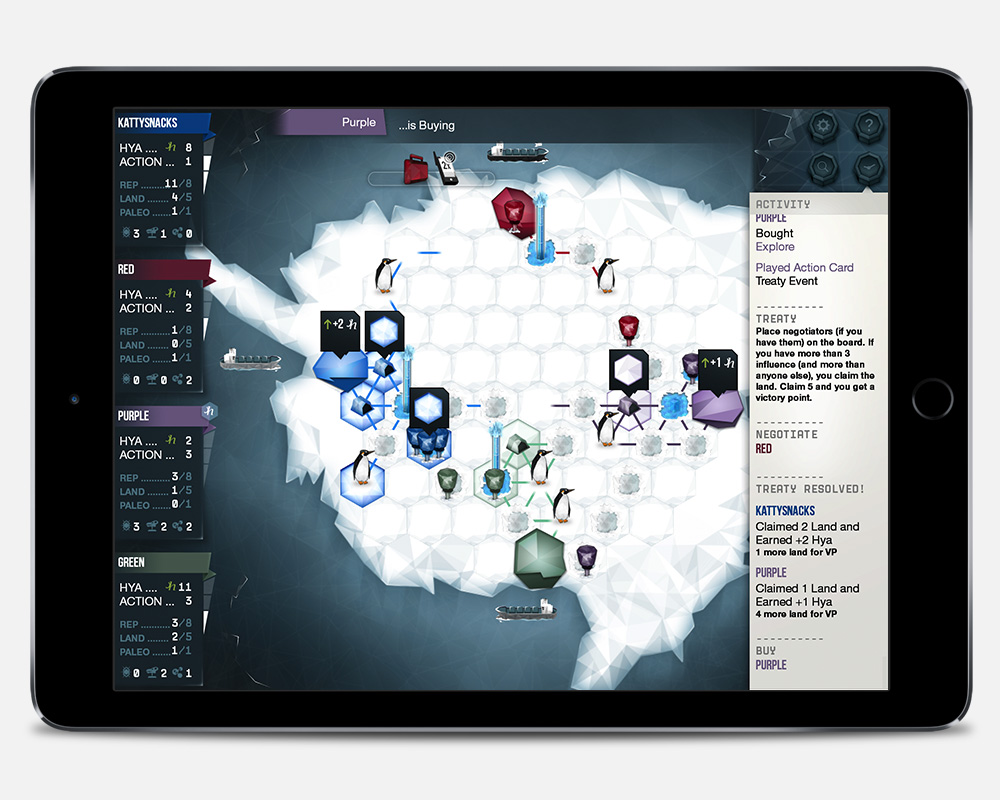 KATTYSNACKS
HYA .... 8
ACTION ... 1
REP ........ 11/8
LAND ....... 4/5
PALEO ...... 1/1
3 1 0
RED
HYA .... 4
ACTION ... 2
REP ........ 1/8
LAND ....... 0/5
PALEO ...... 1/1
0 0 2
PURPLE
HYA .... 2
ACTION ... 3
REP ........ 3/8
LAND ....... 1/5
PALEO ...... 0/1
3 2 2
GREEN
HYA .... 11
ACTION ... 3
REP ........ 3/8
LAND ....... 2/5
PALEO ...... 1/1
0 2 1
Purple ...is Buying
2x
+2
+1
?
ACTIVITY
PURPLE
Bought
Explore
Played Action Card
Treaty Event
----------
TREATY
Place negotiators (if you
have them) on the board. If
you have more than 3
influence (and more than
anyone else), you claim the
land. Claim 5 and you get a
victory point.
----------
NEGOTIATE
RED
----------
TREATY RESOLVED!
KATTYSNACKS
Claimed 2 Land and
Earned +2 Hya
1 more land for VP
PURPLE
Claimed 1 Land and
Earned +1 Hya
4 more land for VP
----------
BUY
PURPLE